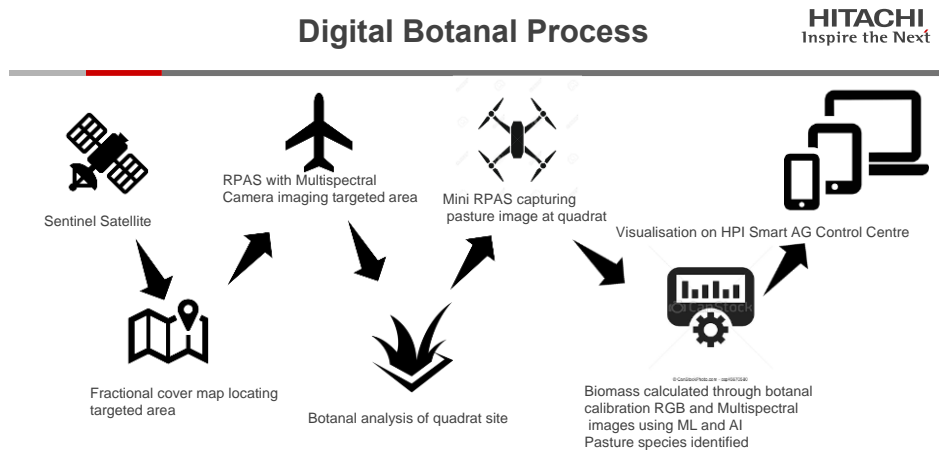 Digital Botanal Process
HITACHI
Inspire the Next
Sentinel Satellite
Fractional cover map locating
targeted area
RPAS with Multispectral
Camera imaging targeted area
Botanal analysis of quadrat site
Mini RPAS capturing
pasture image at quadrat
CanStock
© CanStockPhoto.com
Biomass calculated through botanal
calibration RGB and Multispectral
images using ML and AI
Pasture species identified
Visualisation on HPI Smart AG Control Centre